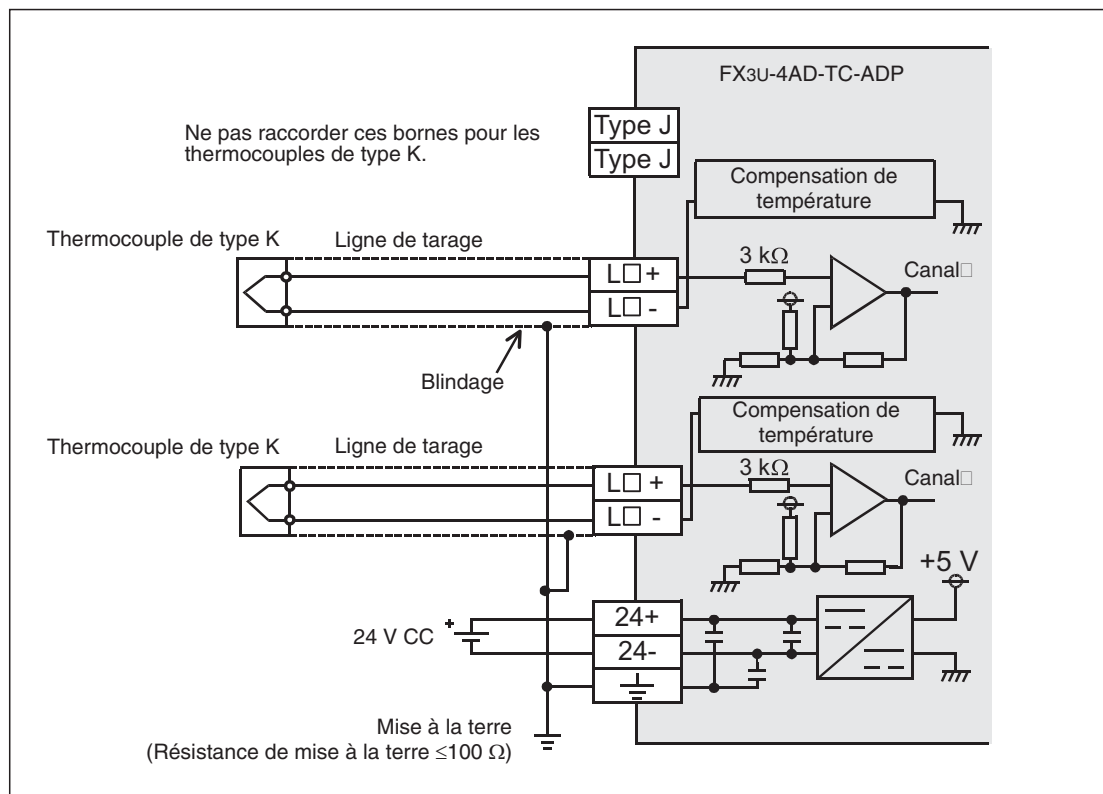 FX3U-4AD-TC-ADP
Ne pas raccorder ces bornes pour les
thermocouples de type K.
Type J
Type J
Compensation de
température
Thermocouple de type K
Ligne de tarage
L□ +
L□ -
3 kΩ
Canal□
Blindage
Compensation de
température
Thermocouple de type K
Ligne de tarage
L□ +
L□ -
3 kΩ
Canal□
+5 V
24 V CC
+
24+
24-
Mise à la terre
(Résistance de mise à la terre ≤100 Ω)